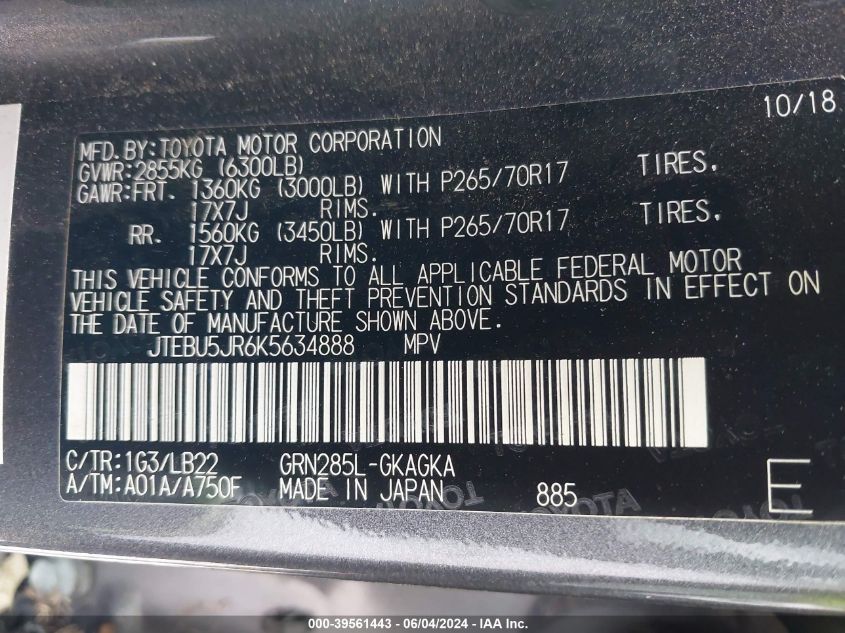 10/18
MFD. BY: TOYOTA MOTOR CORPORATION
GVWR: 2855KG (6300LB)
GAWR: FRT. 1360KG (3000LB) WITH P265/70R17 TIRES.
17X7J RIMS.
RR. 1560KG (3450LB) WITH P265/70R17 TIRES,
17X7J RIMS.
THIS VEHICLE CONFORMS TO ALL APPLICABLE FEDERAL MOTOR
VEHICLE SAFETY AND THEFT PREVENTION STANDARDS IN EFFECT ON
THE DATE OF MANUFACTURE SHOWN ABOVE.
JTEBU5JR6K5634888 MPV
C/TR: 1G3/LB22 GRN285L-GKAGKA
A/TM: A01A/A750F MADE IN JAPAN 885 E
000-39561443 - 06/04/2024 - IAAI.com